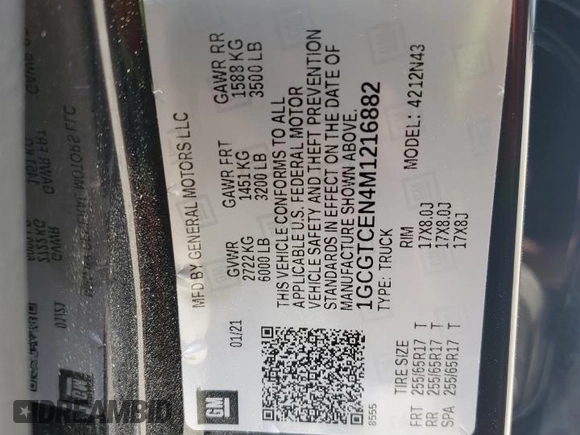 MFD BY GENERAL MOTORS LLC
01/21
GVWR
2722 KG
6000 LB
GAWR FRT
1451 KG
3200 LB
GAWR RR
1588 KG
3500 LB
THIS VEHICLE CONFORMS TO ALL
APPLICABLE U.S. FEDERAL MOTOR
VEHICLE SAFETY AND THEFT PREVENTION
STANDARDS IN EFFECT ON THE DATE OF
MANUFACTURE SHOWN ABOVE.
1GCGTCEN4M1216882
TYPE: TRUCK
MODEL: 4212N43
GM
8555
TIRE SIZE
RIM
FRT 255/65R17 T 17X8.0J
RR 255/65R17 T 17X8.0J
SPA 255/65R17 T 17X8J
DREAMBID